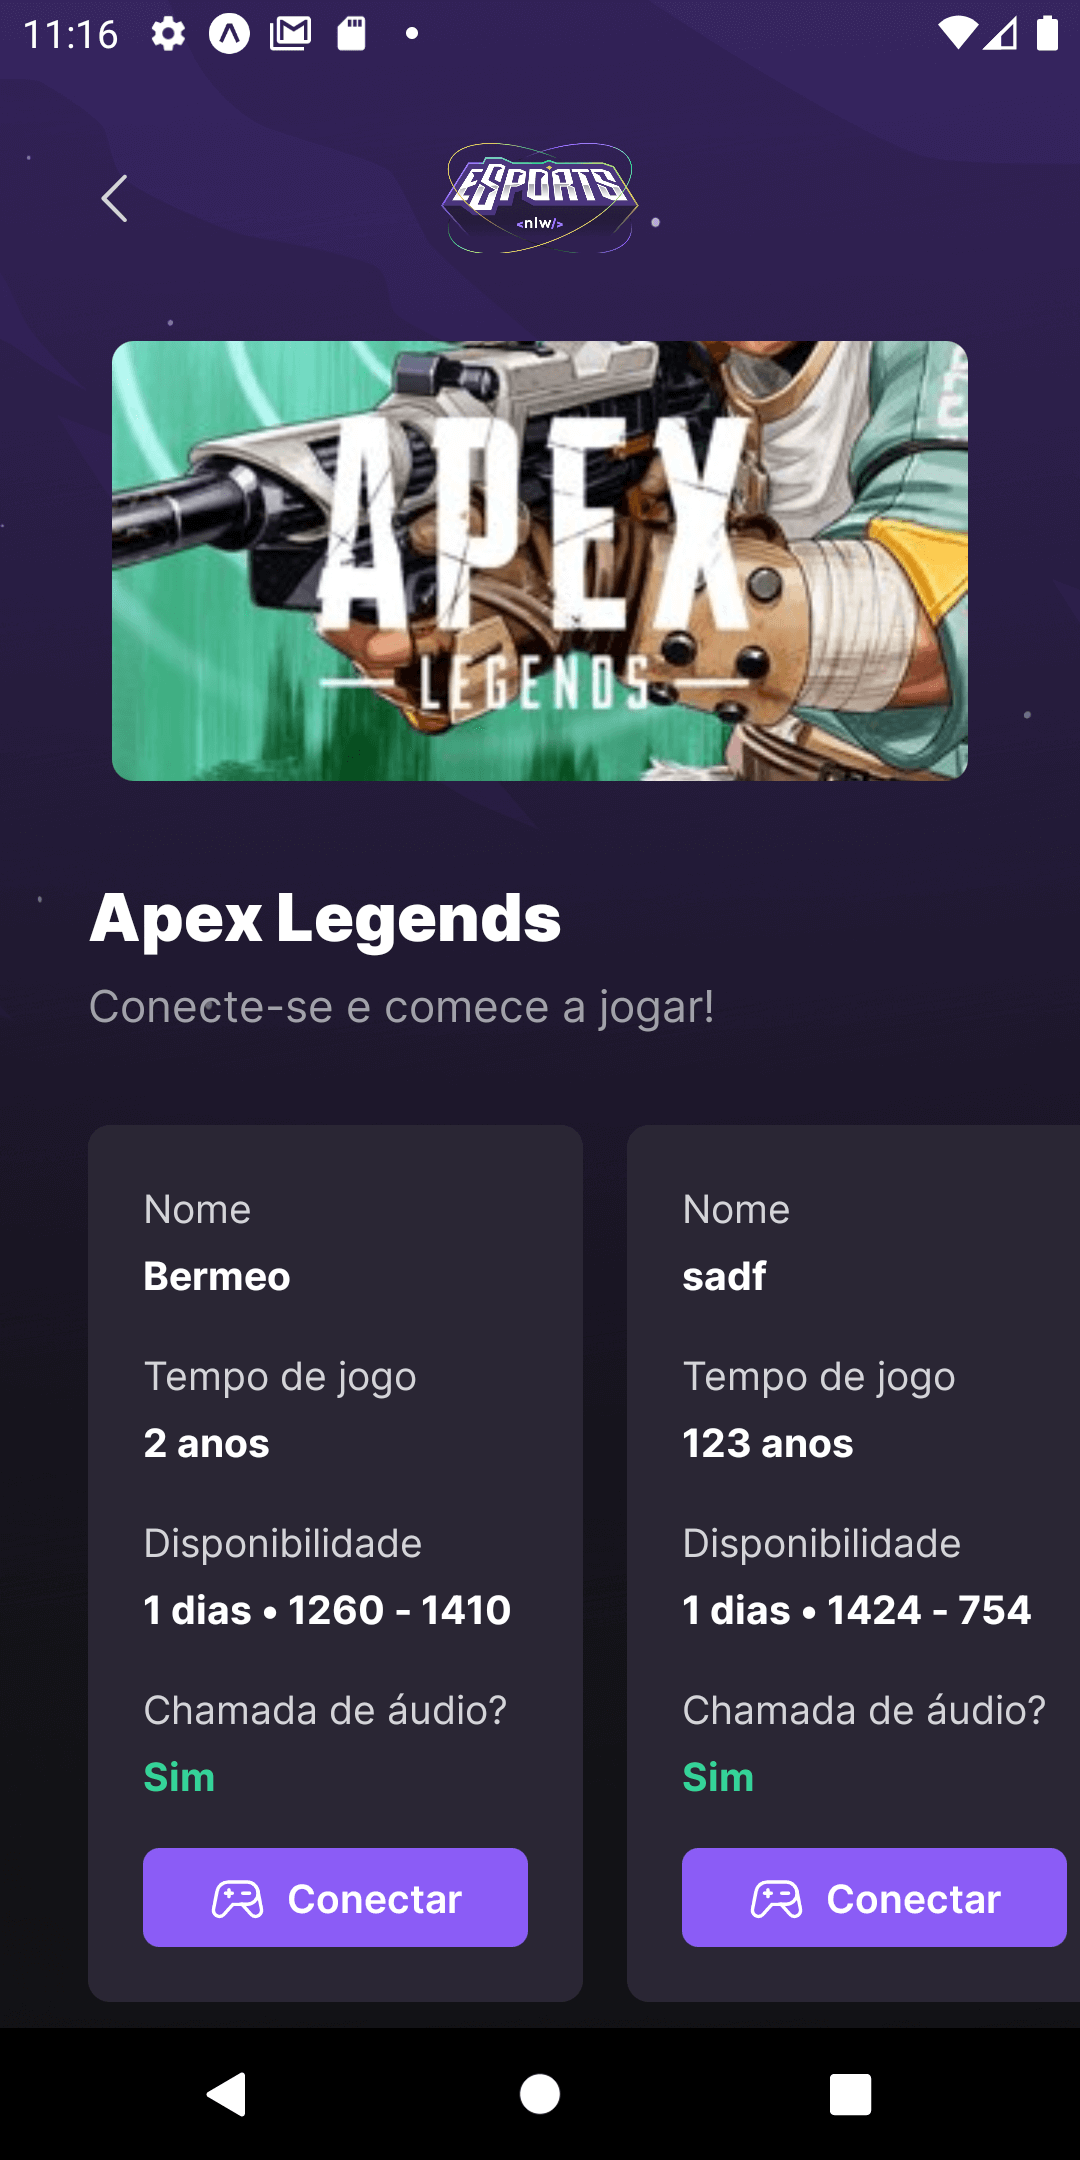 11:16
ESPORTS
<nlw/>
APEX
LEGENDS
Apex Legends
Conecte-se e comece a jogar!
Nome
Bermeo
Tempo de jogo
2 anos
Disponibilidade
1 dias • 1260 - 1410
Chamada de áudio?
Sim
Conectar
Nome
sadf
Tempo de jogo
123 anos
Disponibilidade
1 dias • 1424 - 754
Chamada de áudio?
Sim
Conectar